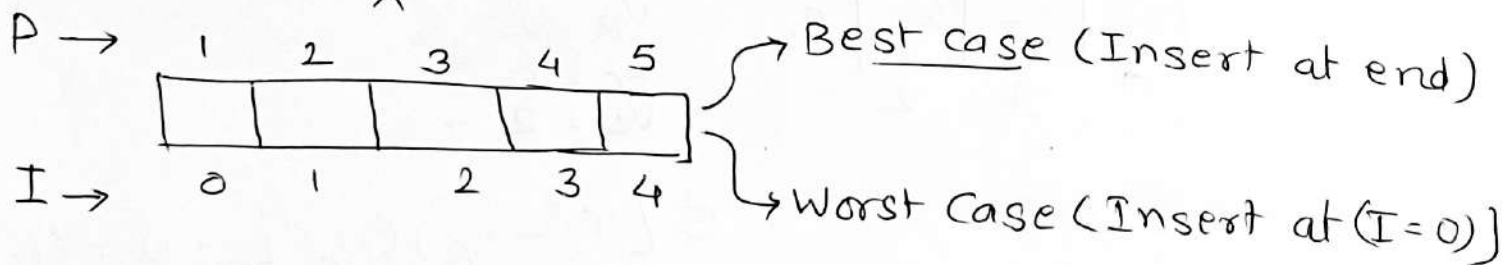 P → 1 2 3 4 5
Best case (Insert at end)
I → 0 1 2 3 4
Worst Case (Insert at (I=0)]